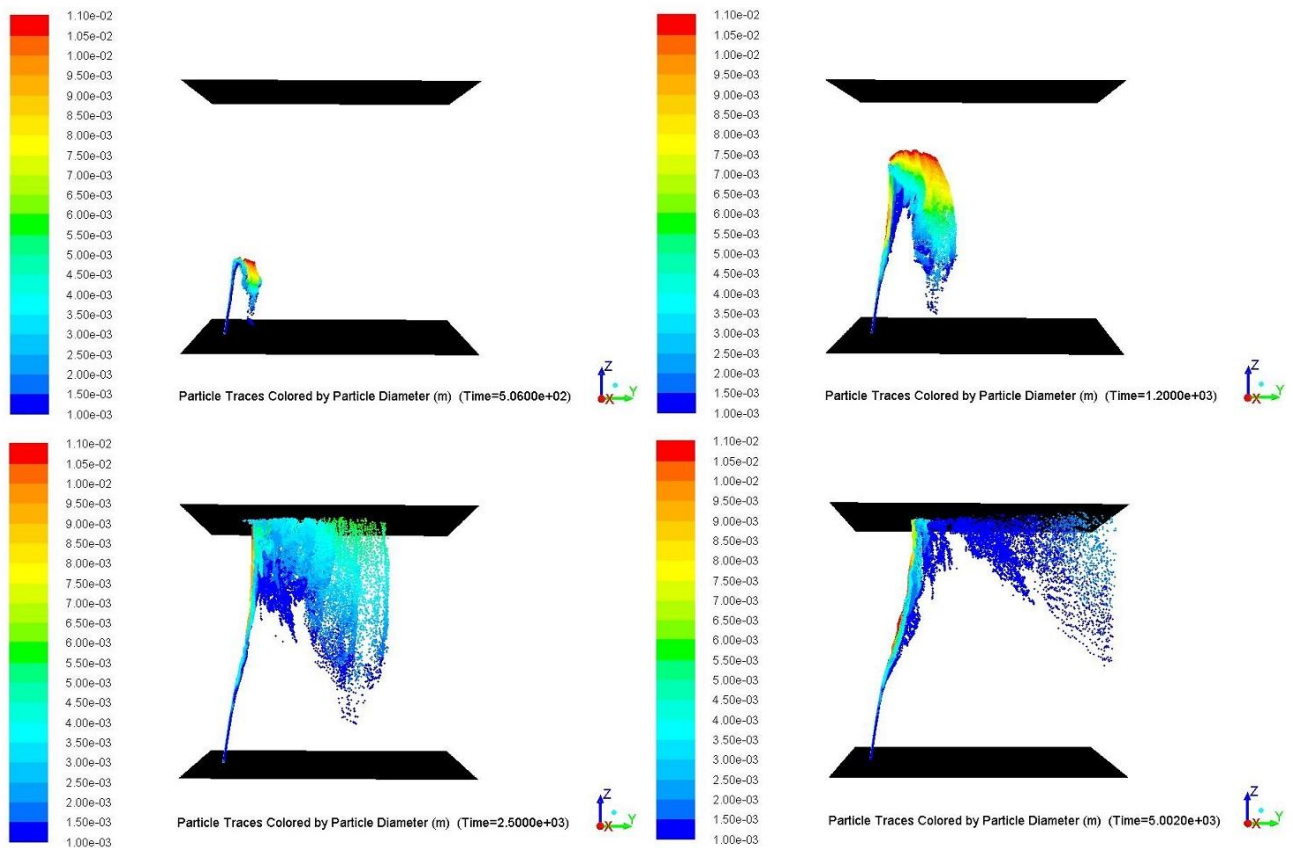 1.10e-02
1.05e-02
1.00e-02
9.50e-03
9.00e-03
8.50e-03
8.00e-03
7.50e-03
7.00e-03
6.50e-03
6.00e-03
5.50e-03
5.00e-03
4.50e-03
4.00e-03
3.50e-03
3.00e-03
2.50e-03
2.00e-03
1.50e-03
1.00e-03
Particle Traces Colored by Particle Diameter (m) (Time=5.0600e+02)
Z
Y
X
1.10e-02
1.05e-02
1.00e-02
9.50e-03
9.00e-03
8.50e-03
8.00e-03
7.50e-03
7.00e-03
6.50e-03
6.00e-03
5.50e-03
5.00e-03
4.50e-03
4.00e-03
3.50e-03
3.00e-03
2.50e-03
2.00e-03
1.50e-03
1.00e-03
Particle Traces Colored by Particle Diameter (m) (Time=1.2000e+03)
Z
Y
X
1.10e-02
1.05e-02
1.00e-02
9.50e-03
9.00e-03
8.50e-03
8.00e-03
7.50e-03
7.00e-03
6.50e-03
6.00e-03
5.50e-03
5.00e-03
4.50e-03
4.00e-03
3.50e-03
3.00e-03
2.50e-03
2.00e-03
1.50e-03
1.00e-03
Particle Traces Colored by Particle Diameter (m) (Time=2.5000e+03)
Z
Y
X
1.10e-02
1.05e-02
1.00e-02
9.50e-03
9.00e-03
8.50e-03
8.00e-03
7.50e-03
7.00e-03
6.50e-03
6.00e-03
5.50e-03
5.00e-03
4.50e-03
4.00e-03
3.50e-03
3.00e-03
2.50e-03
2.00e-03
1.50e-03
1.00e-03
Particle Traces Colored by Particle Diameter (m) (Time=5.0020e+03)
Z
Y
X